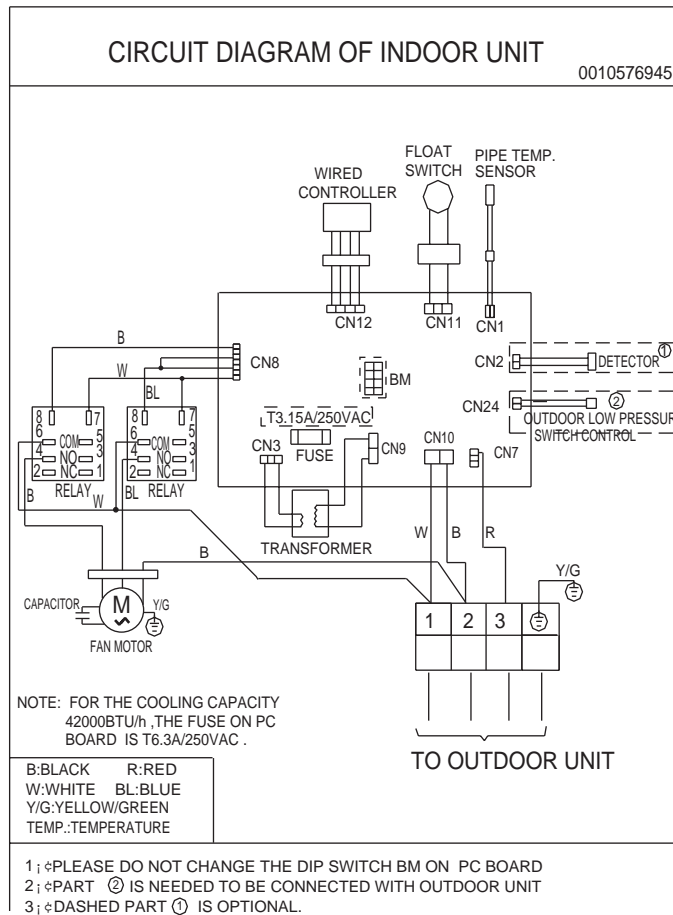 CIRCUIT DIAGRAM OF INDOOR UNIT
0010576945
FLOAT
SWITCH
PIPE TEMP.
SENSOR
WIRED
CONTROLLER
CN12
CN11
CN1
B
CN8
CN2
DETECTOR
①
W
BM
BL
CN24
②
OUTDOOR LOW PRESSUR
SWITCH CONTROL
8 7
6 5
COM
4 3
NO
2 NC 1
RELAY
8 7
6 5
COM
4 3
NO
2 NC 1
RELAY
T3.15A/250VAC
FUSE
CN3
CN9
CN10
CN7
B
W
BL
TRANSFORMER
W
B
R
B
Y/G
CAPACITOR
M
Y/G
FAN MOTOR
1 2 3
NOTE: FOR THE COOLING CAPACITY
42000BTU/h ,THE FUSE ON PC
BOARD IS T6.3A/250VAC .
TO OUTDOOR UNIT
B:BLACK R:RED
W:WHITE BL:BLUE
Y/G:YELLOW/GREEN
TEMP.:TEMPERATURE
1¡¢PLEASE DO NOT CHANGE THE DIP SWITCH BM ON PC BOARD
2¡¢PART ② IS NEEDED TO BE CONNECTED WITH OUTDOOR UNIT
3¡¢DASHED PART ① IS OPTIONAL.